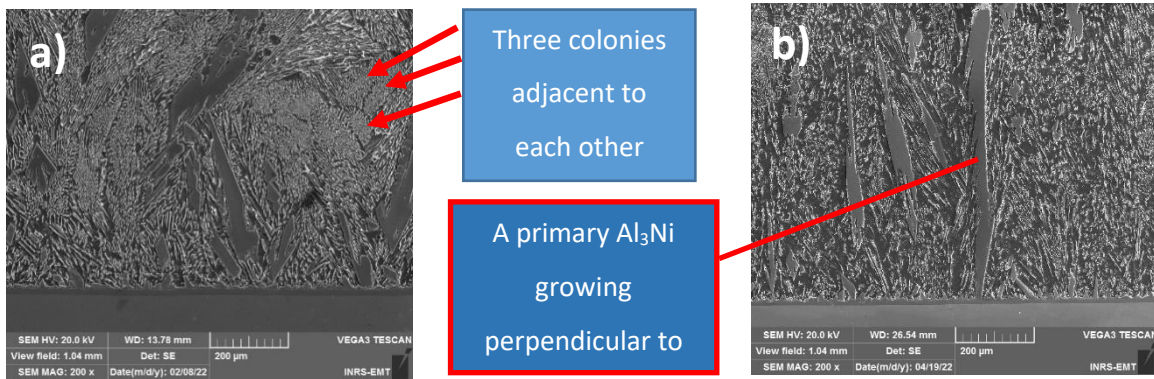 a)
Three colonies
adjacent to
each other
A primary Al₃Ni
growing
perpendicular to
b)
SEM HV: 20.0 kV WD: 13.78 mm VEGA3 TESCAN
View field: 1.04 mm Det: SE 200 µm
SEM MAG: 200 x Date(m/d/y): 02/08/22 INRS-EMT
SEM HV: 20.0 kV WD: 26.54 mm VEGA3 TESCAN
View field: 1.04 mm Det: SE 200 µm
SEM MAG: 200 x Date(m/d/y): 04/19/22 INRS-EMT